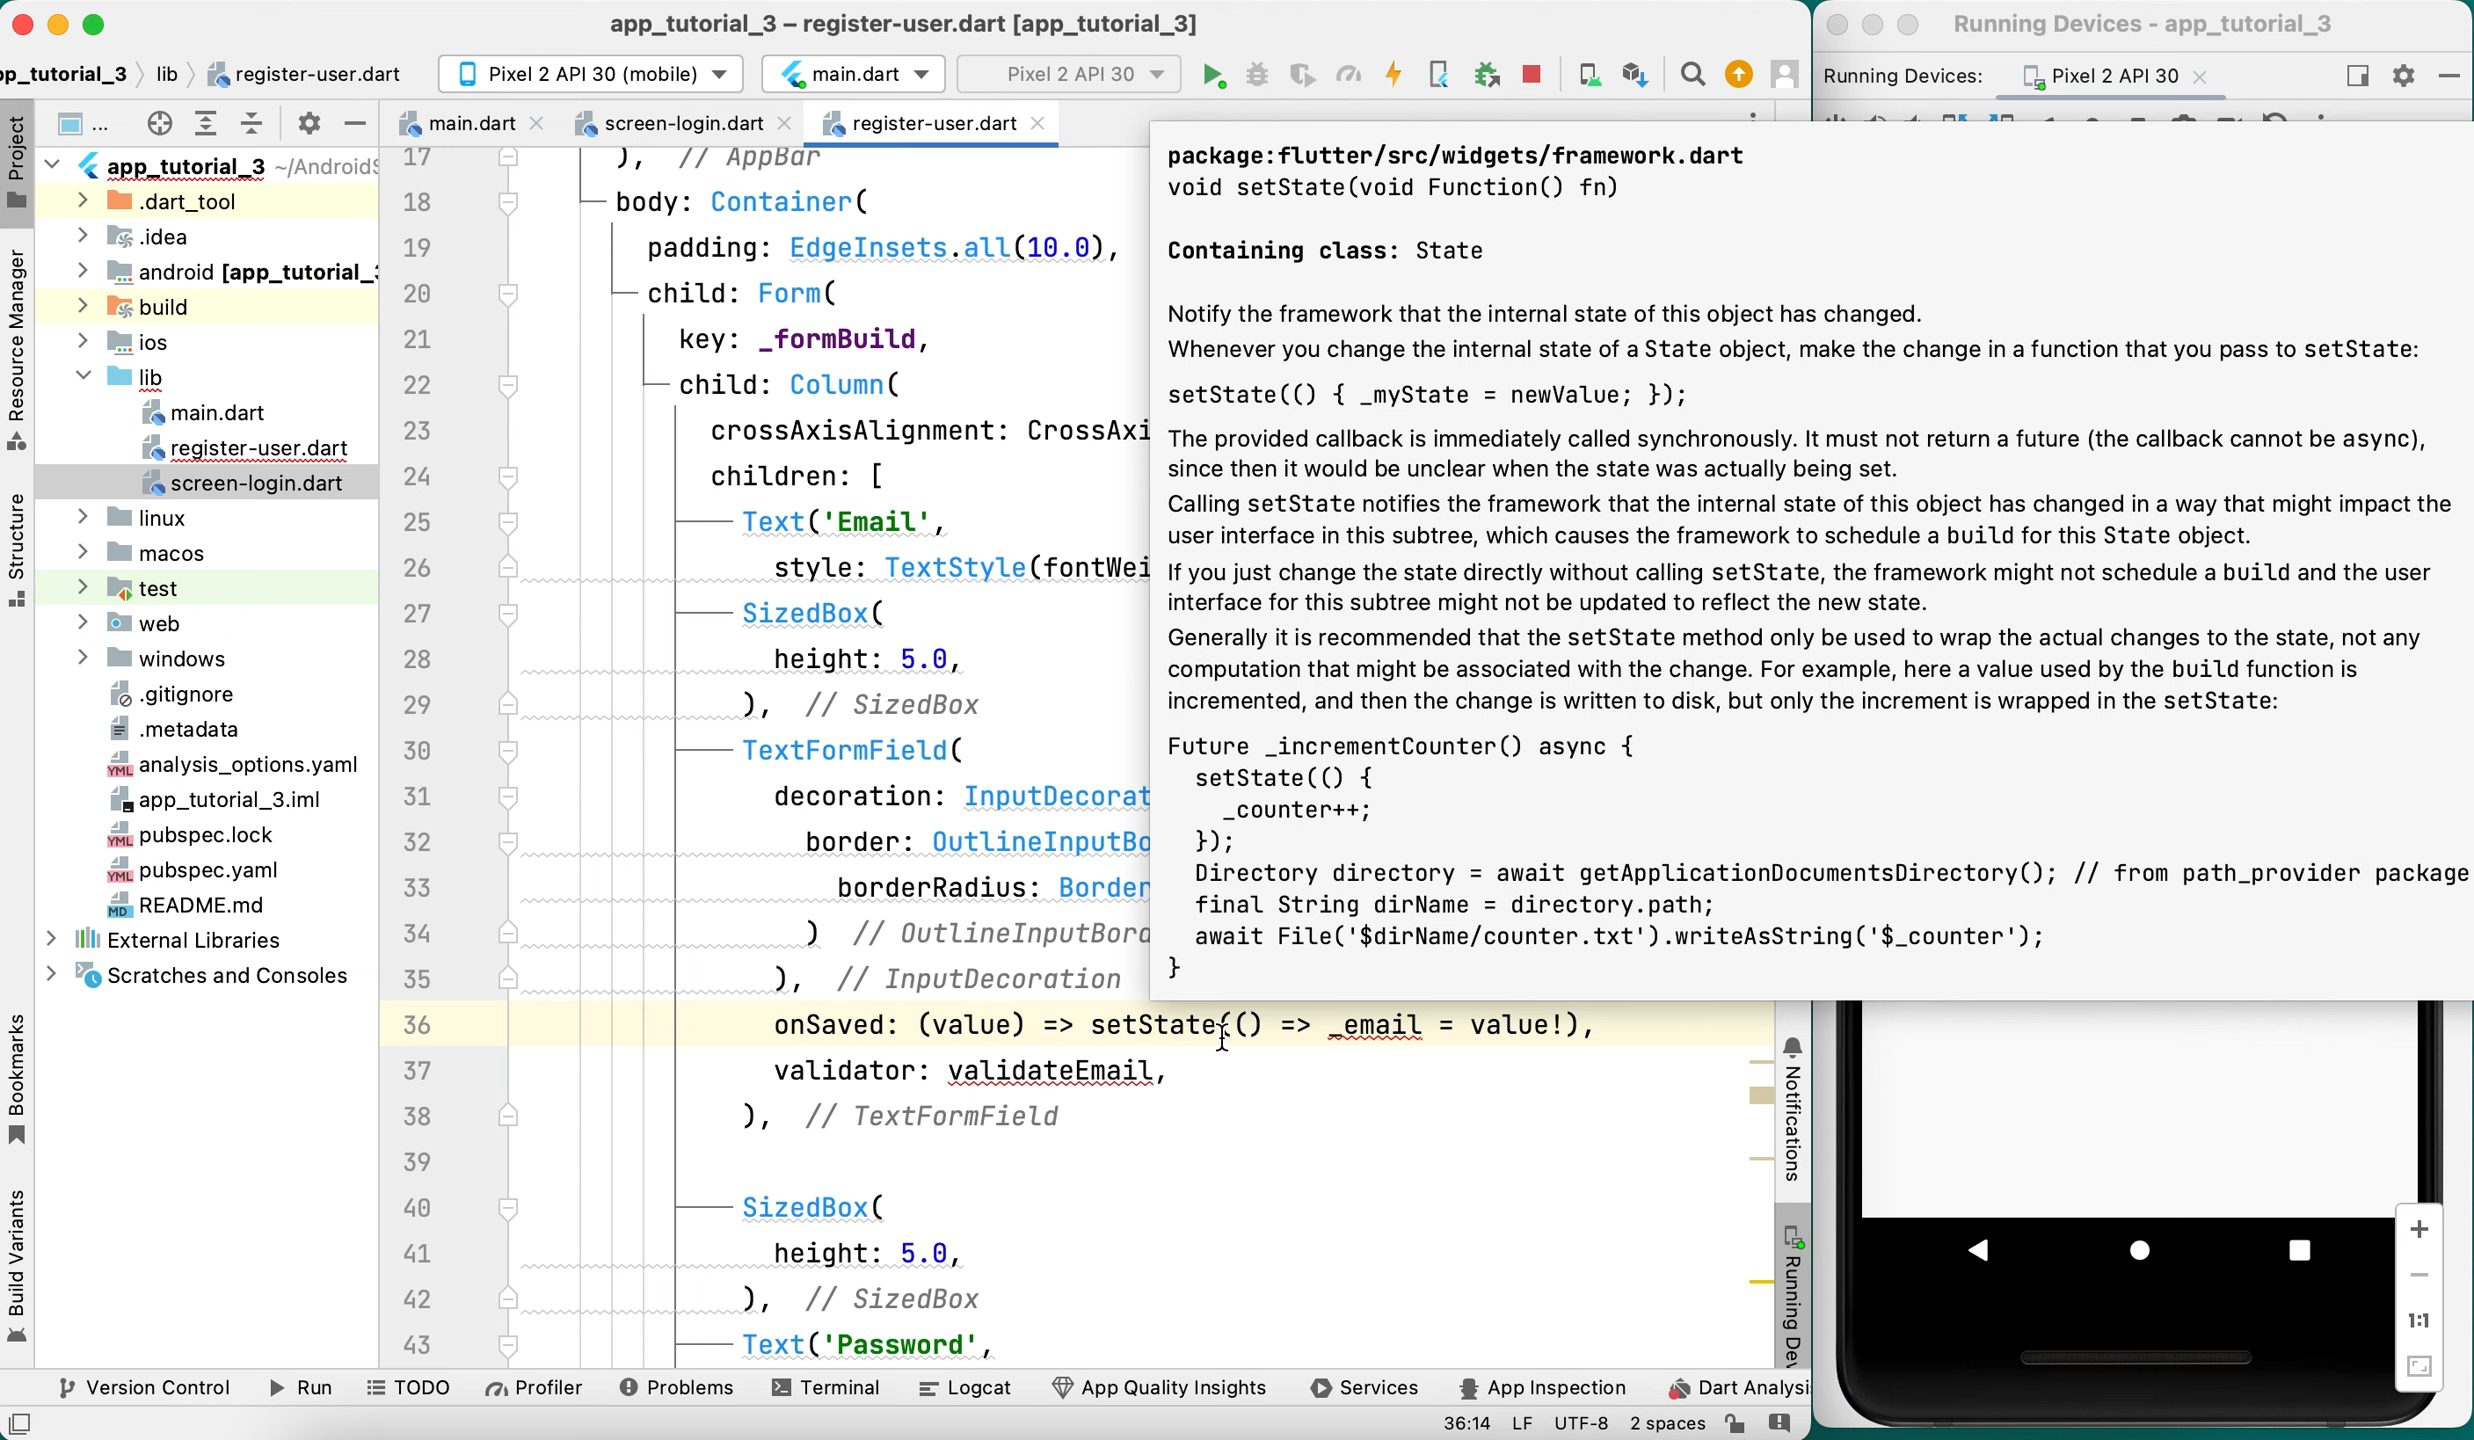 app_tutorial_3 – register-user.dart [app_tutorial_3]
Running Devices - app_tutorial_3
pp_tutorial_3
lib
register-user.dart
Pixel 2 API 30 (mobile)
main.dart
Pixel 2 API 30
Running Devices:
Pixel 2 API 30
...
main.dart
screen-login.dart
register-user.dart
Project
Resource Manager
Structure
Bookmarks
Build Variants
app_tutorial_3 ~/AndroidS
.dart_tool
.idea
android [app_tutorial_3
build
ios
lib
main.dart
register-user.dart
screen-login.dart
linux
macos
test
web
windows
.gitignore
.metadata
analysis_options.yaml
app_tutorial_3.iml
pubspec.lock
pubspec.yaml
README.md
External Libraries
Scratches and Consoles
17 ), // AppBar
18 body: Container(
19 padding: EdgeInsets.all(10.0),
20 child: Form(
21 key: _formBuild,
22 child: Column(
23 crossAxisAlignment: CrossAxi
24 children: [
25 Text('Email',
26 style: TextStyle(fontWei
27 SizedBox(
28 height: 5.0,
29 ), // SizedBox
30 TextFormField(
31 decoration: InputDecorat
32 border: OutlineInputBo
33 borderRadius: Border
34 ) // OutlineInputBord
35 ), // InputDecoration
36 onSaved: (value) => setState(() => _email = value!),
37 validator: validateEmail,
38 ), // TextFormField
39
40 SizedBox(
41 height: 5.0,
42 ), // SizedBox
43 Text('Password',
package:flutter/src/widgets/framework.dart
void setState(void Function() fn)
Containing class: State
Notify the framework that the internal state of this object has changed.
Whenever you change the internal state of a State object, make the change in a function that you pass to setState:
setState(() { _myState = newValue; });
The provided callback is immediately called synchronously. It must not return a future (the callback cannot be async),
since then it would be unclear when the state was actually being set.
Calling setState notifies the framework that the internal state of this object has changed in a way that might impact the
user interface in this subtree, which causes the framework to schedule a build for this State object.
If you just change the state directly without calling setState, the framework might not schedule a build and the user
interface for this subtree might not be updated to reflect the new state.
Generally it is recommended that the setState method only be used to wrap the actual changes to the state, not any
computation that might be associated with the change. For example, here a value used by the build function is
incremented, and then the change is written to disk, but only the increment is wrapped in the setState:
Future _incrementCounter() async {
setState(() {
_counter++;
});
Directory directory = await getApplicationDocumentsDirectory(); // from path_provider package
final String dirName = directory.path;
await File('$dirName/counter.txt').writeAsString('$_counter');
}
Notifications
Running Dev
1:1
Version Control
Run
TODO
Profiler
Problems
Terminal
Logcat
App Quality Insights
Services
App Inspection
Dart Analysi
36:14 LF UTF-8 2 spaces